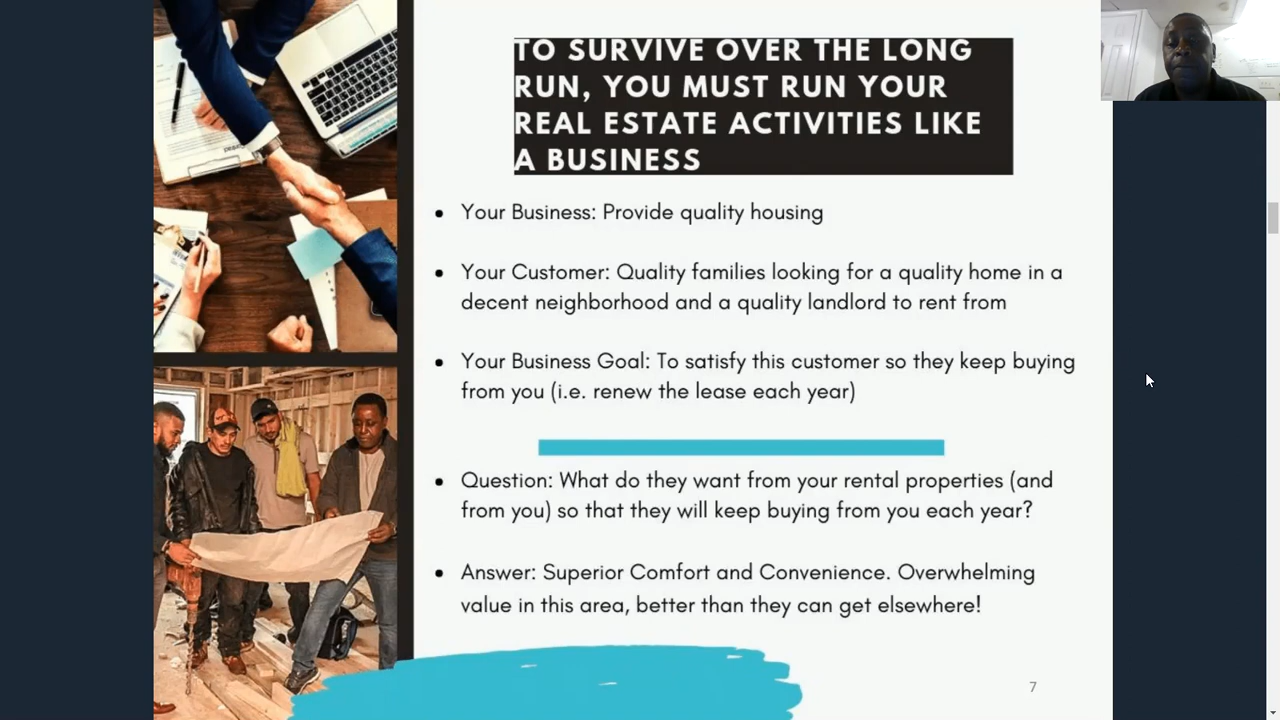 TO SURVIVE OVER THE LONG
RUN, YOU MUST RUN YOUR
REAL ESTATE ACTIVITIES LIKE
A BUSINESS
• Your Business: Provide quality housing
• Your Customer: Quality families looking for a quality home in a
decent neighborhood and a quality landlord to rent from
• Your Business Goal: To satisfy this customer so they keep buying
from you (i.e. renew the lease each year)
• Question: What do they want from your rental properties (and
from you) so that they will keep buying from you each year?
• Answer: Superior Comfort and Convenience. Overwhelming
value in this area, better than they can get elsewhere!
7